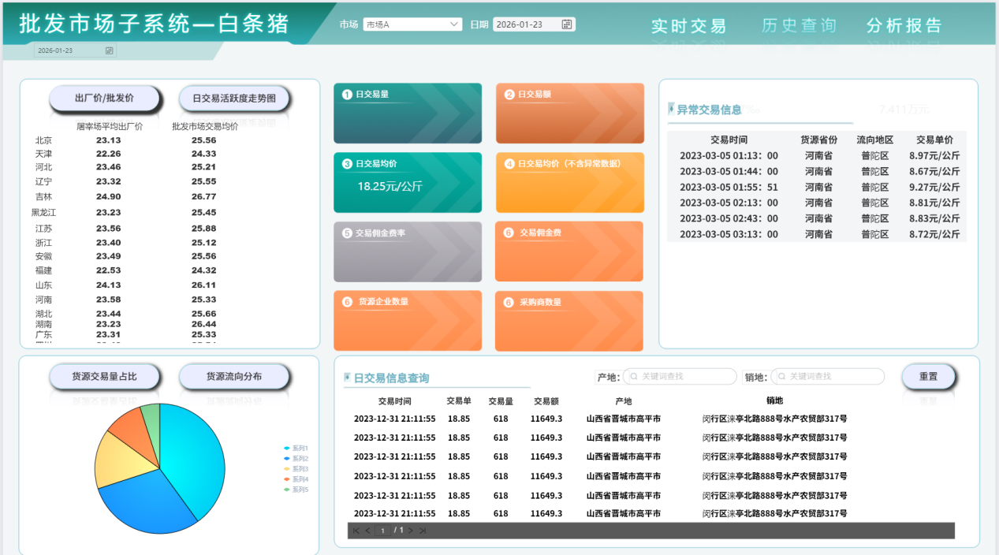 批发市场子系统—白条猪
市场 市场A 日期 2026-01-23
实时交易 历史查询 分析报告
2026-01-23
出厂价/批发价 日交易活跃度走势图
屠宰场平均出厂价 批发市场交易均价
北京 23.13 25.56
天津 22.26 24.33
河北 23.46 25.21
辽宁 23.32 25.55
吉林 24.90 26.77
黑龙江 23.23 25.45
江苏 23.56 25.88
浙江 23.40 25.12
安徽 23.49 25.56
福建 22.53 24.32
山东 24.13 26.11
河南 23.58 25.33
湖北 23.44 25.66
湖南 23.23 26.44
广东 23.31 25.33
1 日交易量
2 日交易额
3 日交易均价
18.25元/公斤
4 日交易均价（不含异常数据）
5 交易佣金费率
6 交易佣金费
6 货源企业数量
6 采购商数量
异常交易信息
‰ 7.411万元
交易时间 货源省份 流向地区 交易单价
2023-03-05 01:13：00 河南省 普陀区 8.97元/公斤
2023-03-05 01:44：00 河南省 普陀区 8.67元/公斤
2023-03-05 01:55：51 河南省 普陀区 9.27元/公斤
2023-03-05 02:13：00 河南省 普陀区 8.81元/公斤
2023-03-05 02:43：00 河南省 普陀区 8.83元/公斤
2023-03-05 03:13：00 河南省 普陀区 8.72元/公斤
货源交易量占比 货源流向分布
系列1
系列2
系列3
系列4
系列5
日交易信息查询 产地： 关键词查找 销地： 关键词查找 重置
交易时间 交易单 交易量 交易额 产地 销地
2023-12-31 21:11:55 18.85 618 11649.3 山西省晋城市高平市 闵行区涞亭北路888号水产农贸部317号
2023-12-31 21:11:55 18.85 618 11649.3 山西省晋城市高平市 闵行区涞亭北路888号水产农贸部317号
2023-12-31 21:11:55 18.85 618 11649.3 山西省晋城市高平市 闵行区涞亭北路888号水产农贸部317号
2023-12-31 21:11:55 18.85 618 11649.3 山西省晋城市高平市 闵行区涞亭北路888号水产农贸部317号
2023-12-31 21:11:55 18.85 618 11649.3 山西省晋城市高平市 闵行区涞亭北路888号水产农贸部317号
2023-12-31 21:11:55 18.85 618 11649.3 山西省晋城市高平市 闵行区涞亭北路888号水产农贸部317号
1 / 1